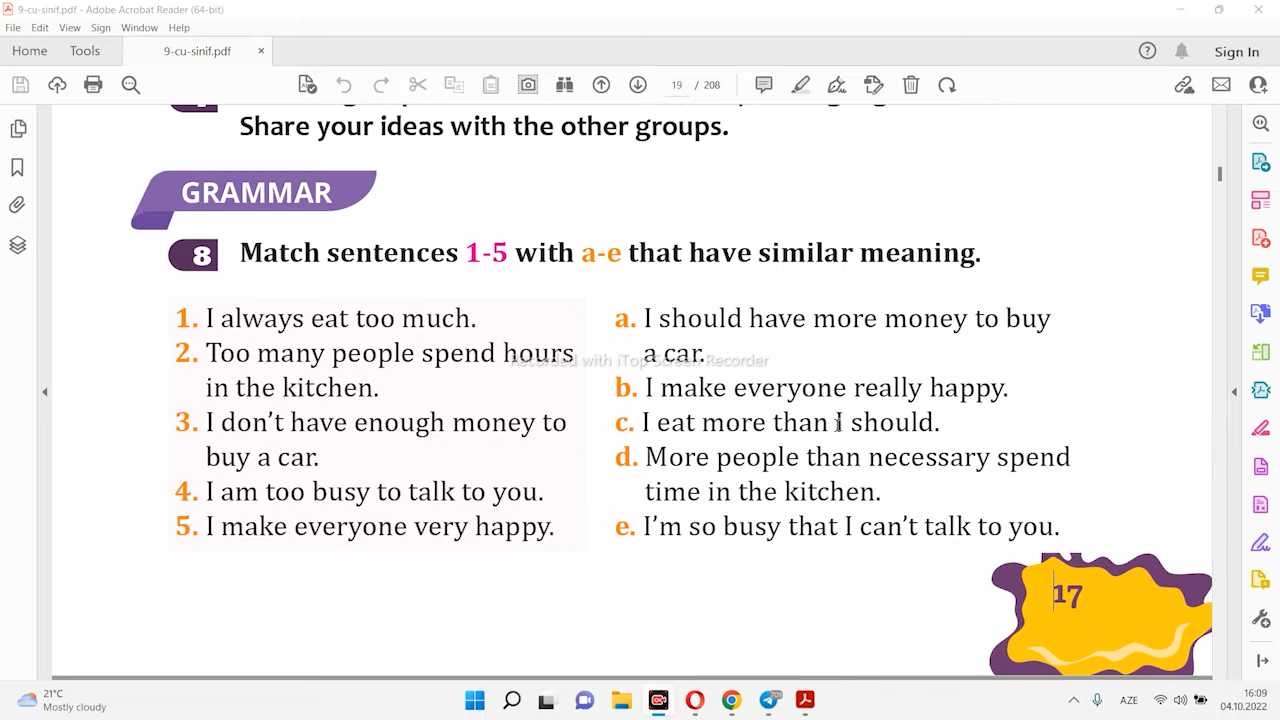 9-cu-sinif.pdf - Adobe Acrobat Reader (64-bit)
File Edit View Sign Window Help
Home Tools 9-cu-sinif.pdf × Sign In
19 / 208
Share your ideas with the other groups.
GRAMMAR
8 Match sentences 1-5 with a-e that have similar meaning.
1. I always eat too much.
2. Too many people spend hours
in the kitchen.
3. I don't have enough money to
buy a car.
4. I am too busy to talk to you.
5. I make everyone very happy.
a. I should have more money to buy
a car.
b. I make everyone really happy.
c. I eat more than I should.
d. More people than necessary spend
time in the kitchen.
e. I'm so busy that I can't talk to you.
Recorded with iTop Screen Recorder
17
21°C
Mostly cloudy
709
AZE
16:09
04.10.2022